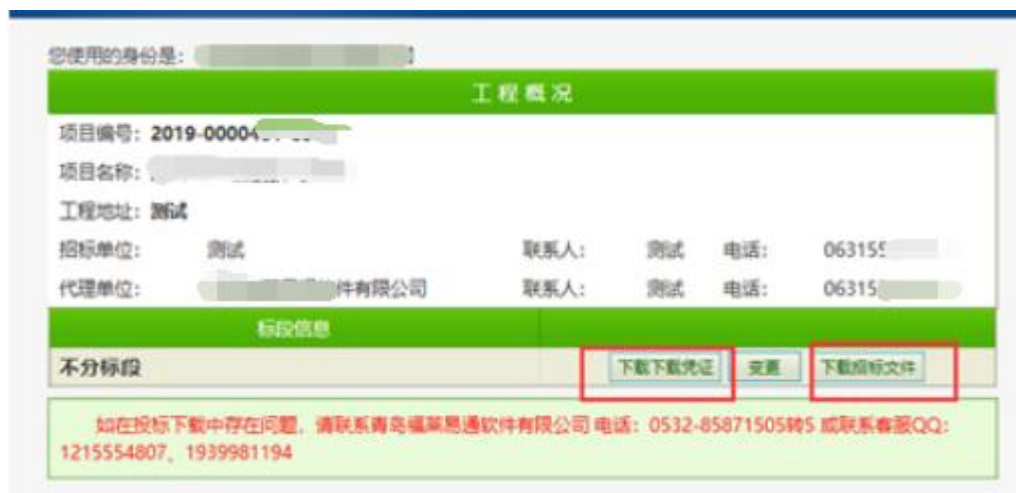 您使用的身份是：
工程概况
项目编号：2019-0000
项目名称：
工程地址：测试
招标单位： 测试 联系人： 测试 电话： 063155
代理单位： 件有限公司 联系人： 测试 电话： 06315
标段信息
不分标段 下载下载凭证 变更 下载招标文件
如在投标下载中存在问题，请联系青岛福莱易通软件有限公司 电话：0532-85871505转5 或联系客服QQ：
1215554807、1939981194